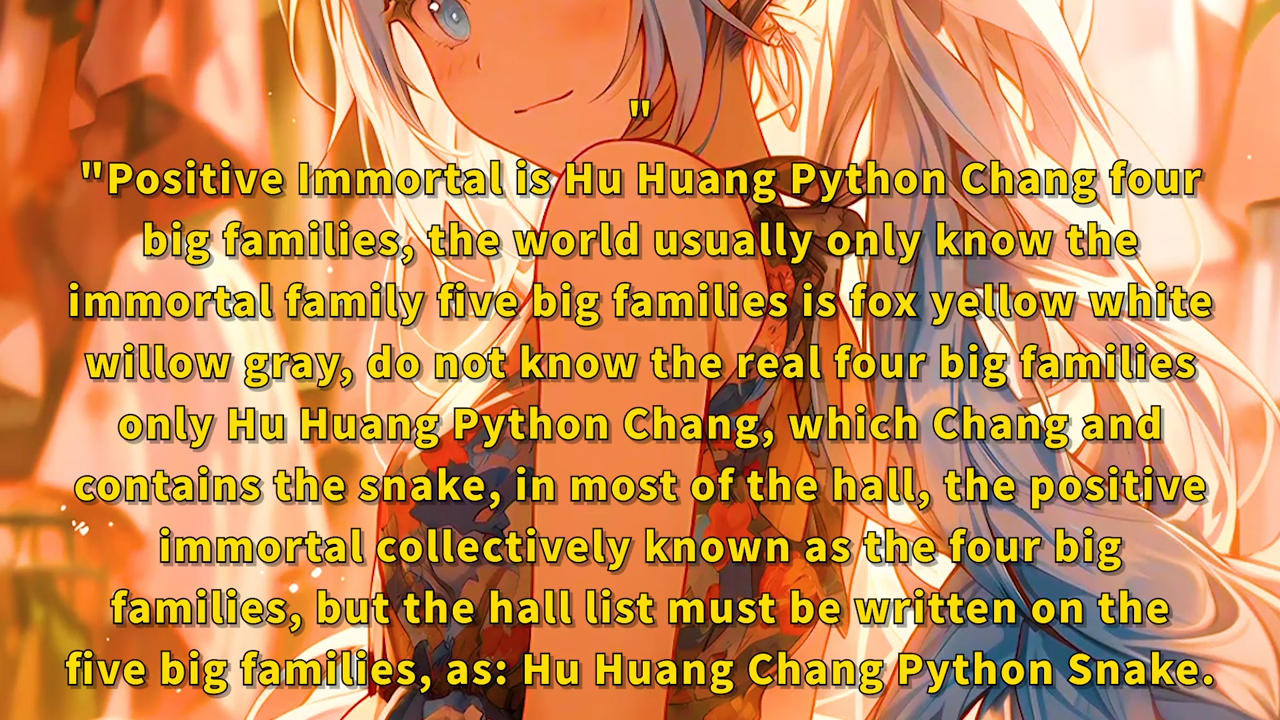 "
"Positive Immortal is Hu Huang Python Chang four
big families, the world usually only know the
immortal family five big families is fox yellow white
willow gray, do not know the real four big families
only Hu Huang Python Chang, which Chang and
contains the snake, in most of the hall, the positive
immortal collectively known as the four big
families, but the hall list must be written on the
five big families, as: Hu Huang Chang Python Snake.